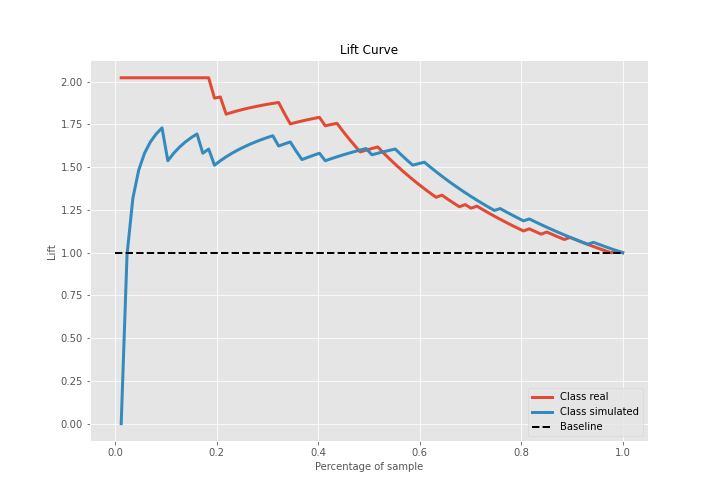 Lift Curve
2.00
1.75
1.50
1.25
1.00
0.75
0.50
0.25
0.00
Lift
0.0 0.2 0.4 0.6 0.8 1.0
Percentage of sample
Class real
Class simulated
Baseline